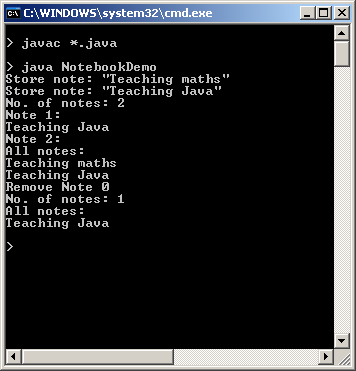 C:\WINDOWS\system32\cmd.exe
> javac *.java
> java NotebookDemo
Store note: "Teaching maths"
Store note: "Teaching Java"
No. of notes: 2
Note 1:
Teaching Java
Note 2:
All notes:
Teaching maths
Teaching Java
Remove Note 0
No. of notes: 1
All notes:
Teaching Java
>